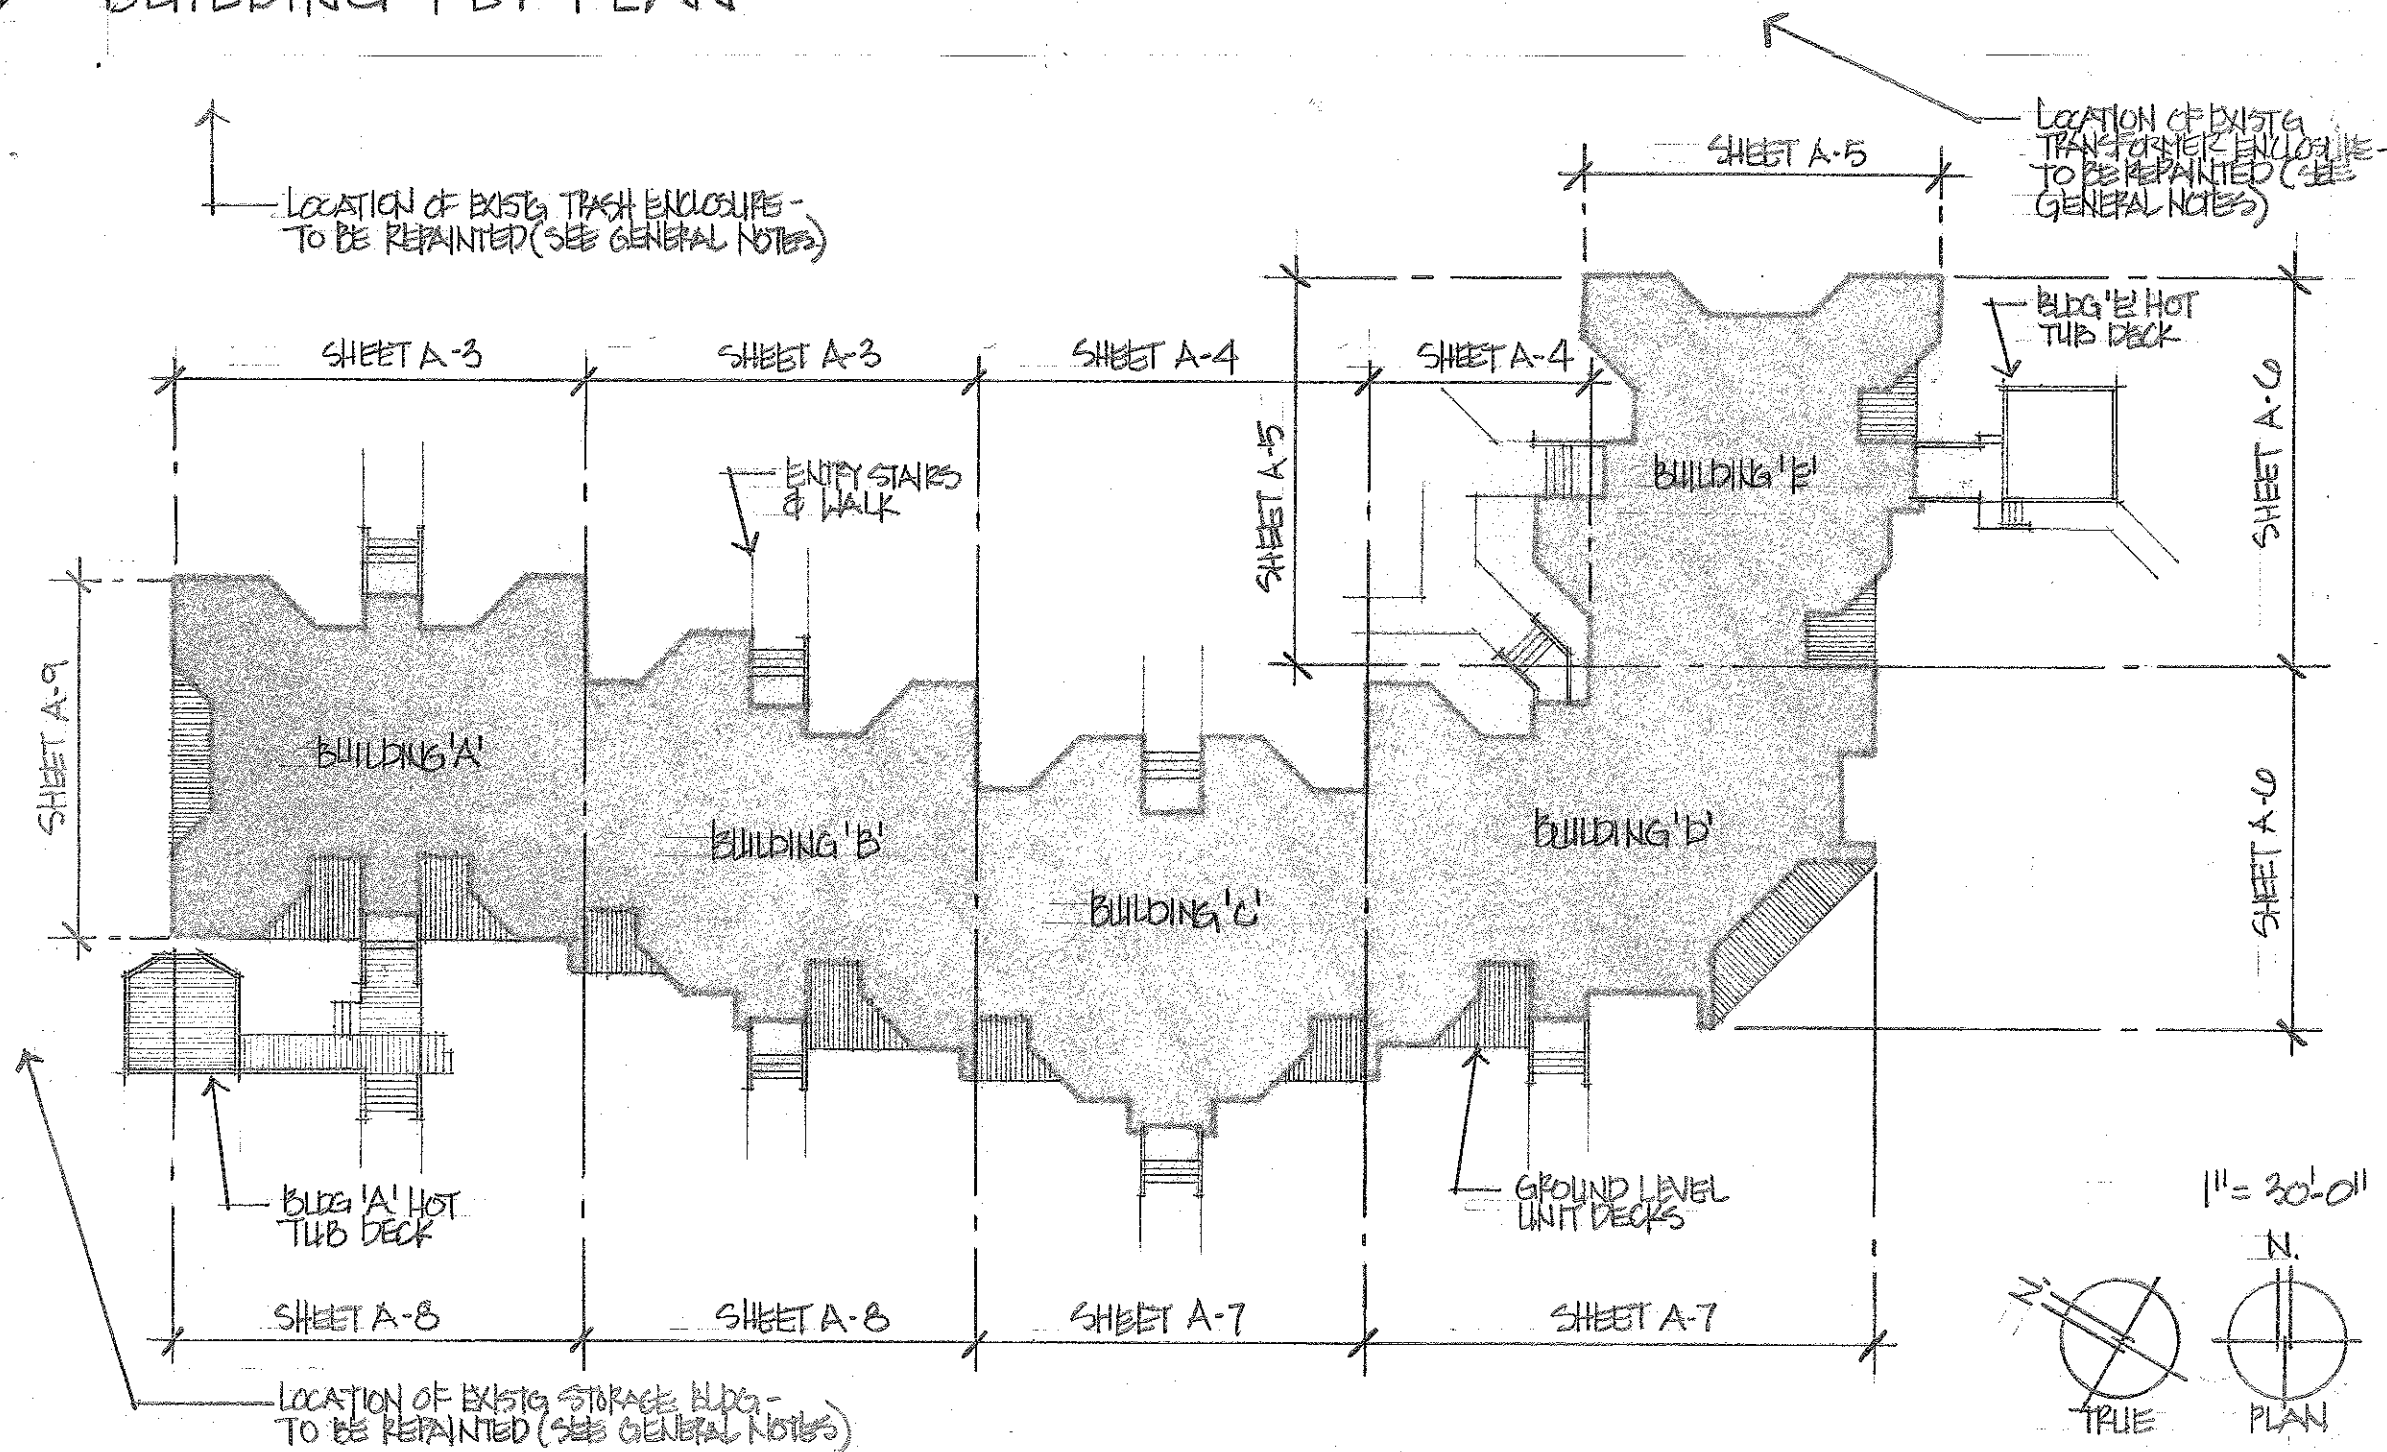 BUILDING KEY PLAN
LOCATION OF EXIST'G
TRANSFORMER ENCLOSURE-
TO BE REPAINTED (SEE
GENERAL NOTES)
SHEET A-5
LOCATION OF EXIST'G TRASH ENCLOSURE-
TO BE REPAINTED (SEE GENERAL NOTES)
BLDG 'E' HOT
TUB DECK
SHEET A-3
SHEET A-3
SHEET A-4
SHEET A-4
SHEET A-5
SHEET A-6
ENTRY STAIRS
& WALK
BUILDING 'E'
SHEET A-9
BUILDING 'A'
BUILDING 'B'
BUILDING 'C'
BUILDING 'D'
SHEET A-6
BLDG 'A' HOT
TUB DECK
GROUND LEVEL
UNIT DECKS
1" = 30'-0"
N.
N.
TRUE
PLAN
SHEET A-8
SHEET A-8
SHEET A-7
SHEET A-7
LOCATION OF EXIST'G STORAGE BLDG-
TO BE REPAINTED (SEE GENERAL NOTES)